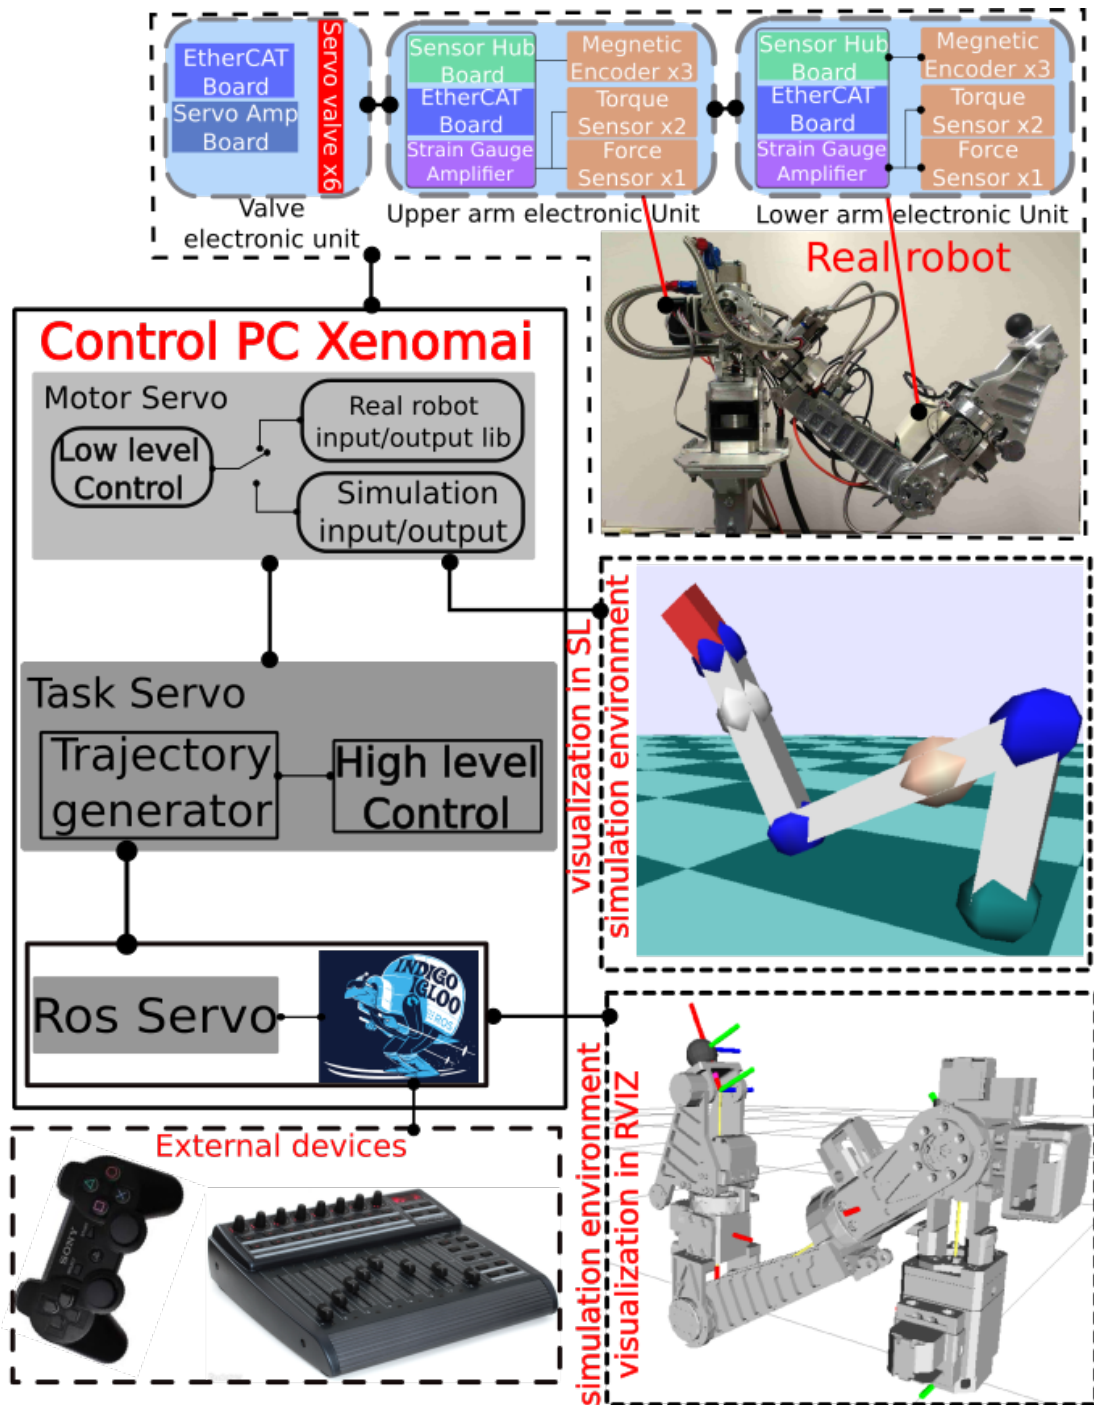 EtherCAT
Board
Servo Amp
Board
Servo valve x6
Valve
electronic unit
Sensor Hub
Board
EtherCAT
Board
Strain Gauge
Amplifier
Megnetic
Encoder x3
Torque
Sensor x2
Force
Sensor x1
Upper arm electronic Unit
Sensor Hub
Board
EtherCAT
Board
Strain Gauge
Amplifier
Megnetic
Encoder x3
Torque
Sensor x2
Force
Sensor x1
Lower arm electronic Unit
Real robot
Control PC Xenomai
Motor Servo
Low level
Control
Real robot
input/output lib
Simulation
input/output
Task Servo
Trajectory
generator
High level
Control
Ros Servo
INDIGO
IGLOO
ROS
visualization in SL
simulation environment
simulation environment
visualization in RVIZ
External devices
SONY